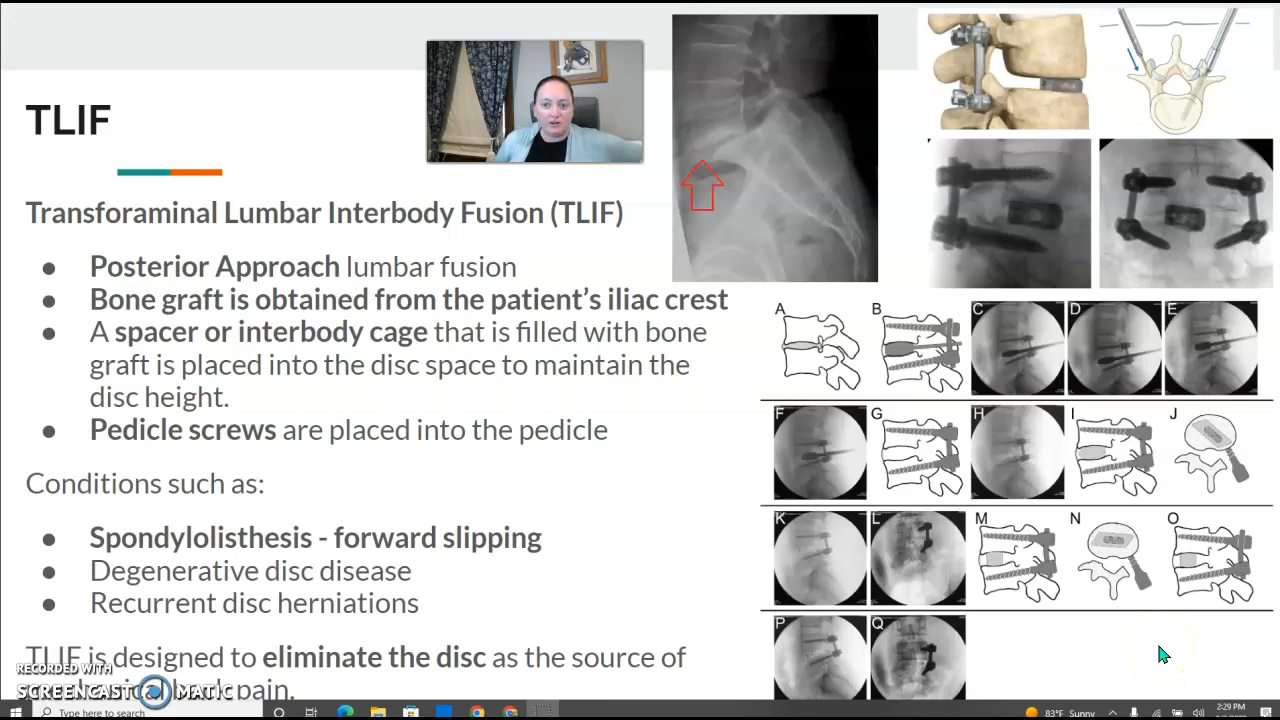 TLIF
Transforaminal Lumbar Interbody Fusion (TLIF)
● Posterior Approach lumbar fusion
● Bone graft is obtained from the patient's iliac crest
● A spacer or interbody cage that is filled with bone
graft is placed into the disc space to maintain the
disc height.
● Pedicle screws are placed into the pedicle
Conditions such as:
● Spondylolisthesis - forward slipping
● Degenerative disc disease
● Recurrent disc herniations
TLIF is designed to eliminate the disc as the source of
pain.
A B C D E
F G H I J
K L M N O
P Q
RECORDED WITH
SCREENCAST MATIC
Type here to search
83°F Sunny
2:29 PM